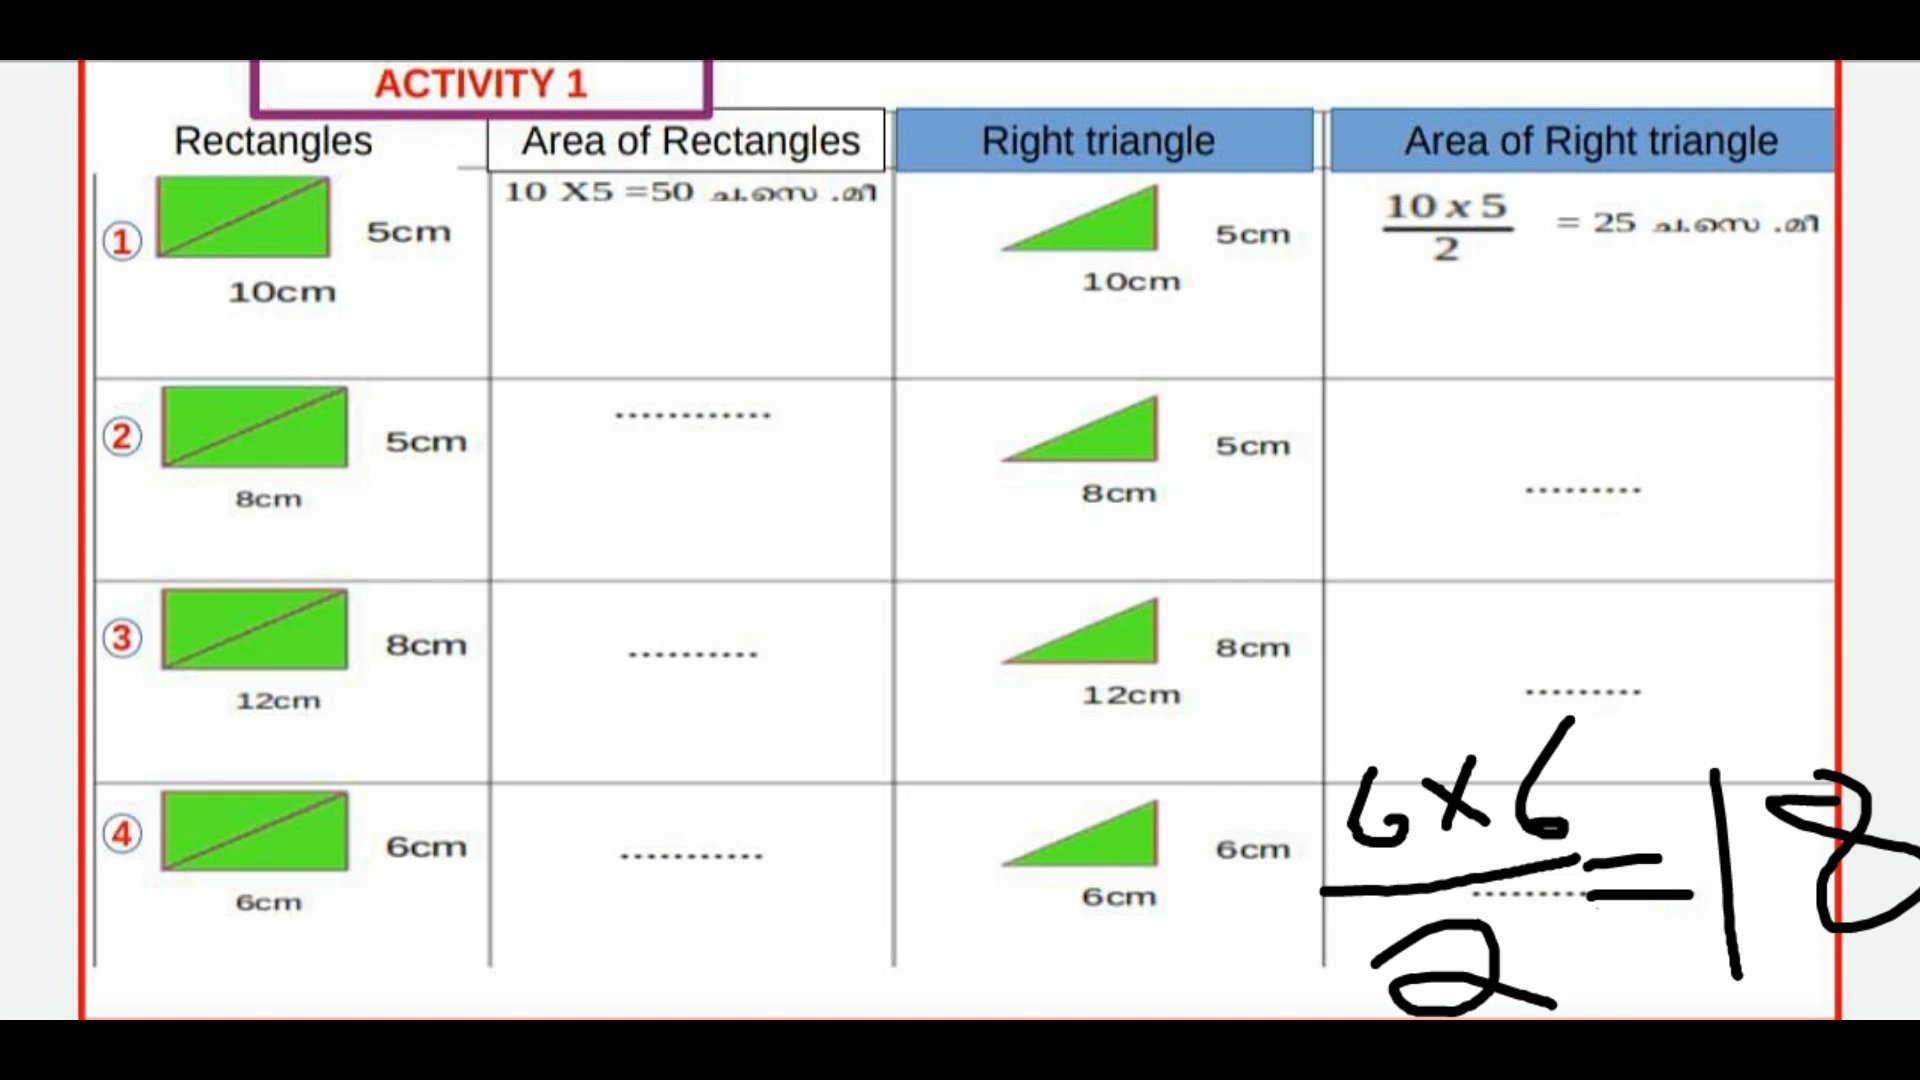 ACTIVITY 1
Rectangles Area of Rectangles Right triangle Area of Right triangle
1 5cm 10cm
10 X5 =50 ച.സെ .മീ
5cm 10cm
10 x 5
2
= 25 ച.സെ .മീ
2 5cm 8cm
............
5cm 8cm
.........
3 8cm 12cm
..........
8cm 12cm
.........
4 6cm 6cm
...........
6cm 6cm
6x6
2
=18